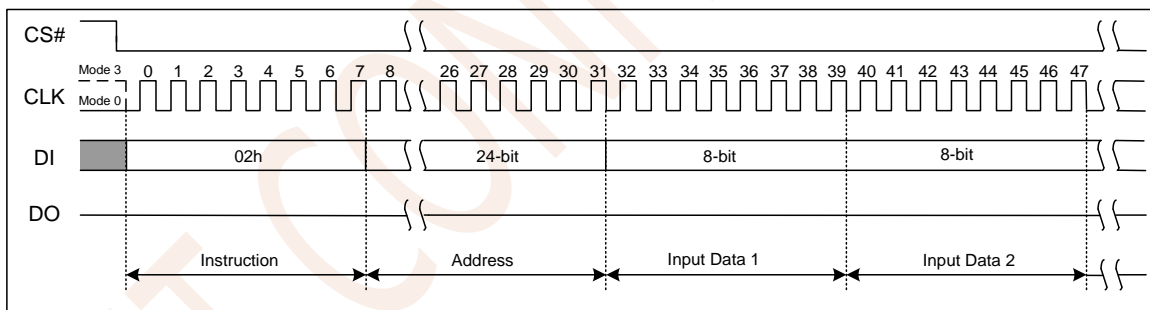 CS#
Mode 3 0 1 2 3 4 5 6 7 8 26 27 28 29 30 31 32 33 34 35 36 37 38 39 40 41 42 43 44 45 46 47
CLK
Mode 0
DI 02h 24-bit 8-bit 8-bit
DO
Instruction Address Input Data 1 Input Data 2